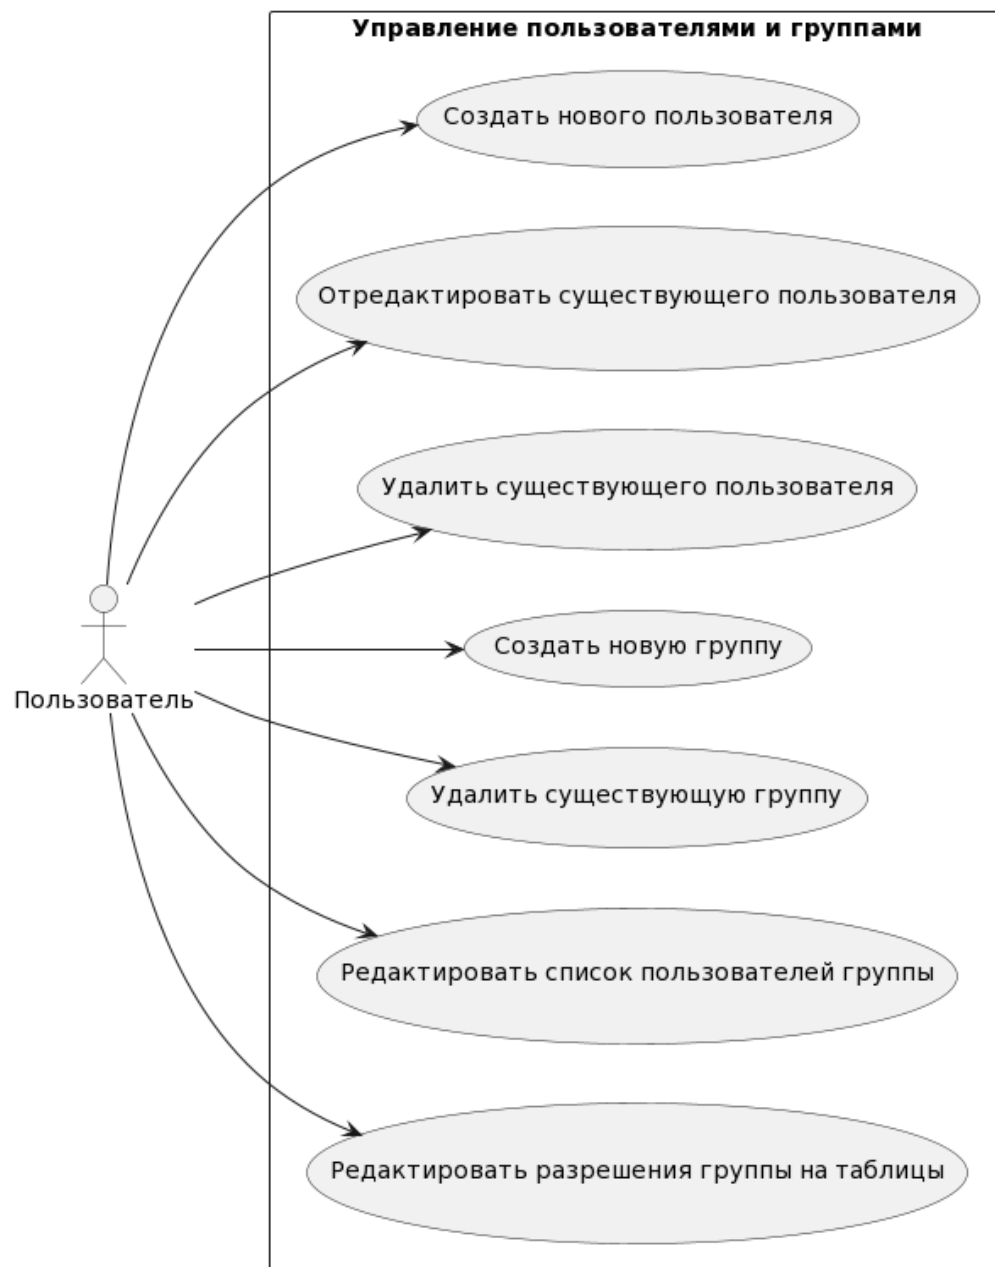 Управление пользователями и группами
Создать нового пользователя
Отредактировать существующего пользователя
Удалить существующего пользователя
Создать новую группу
Пользователь
Удалить существующую группу
Редактировать список пользователей группы
Редактировать разрешения группы на таблицы